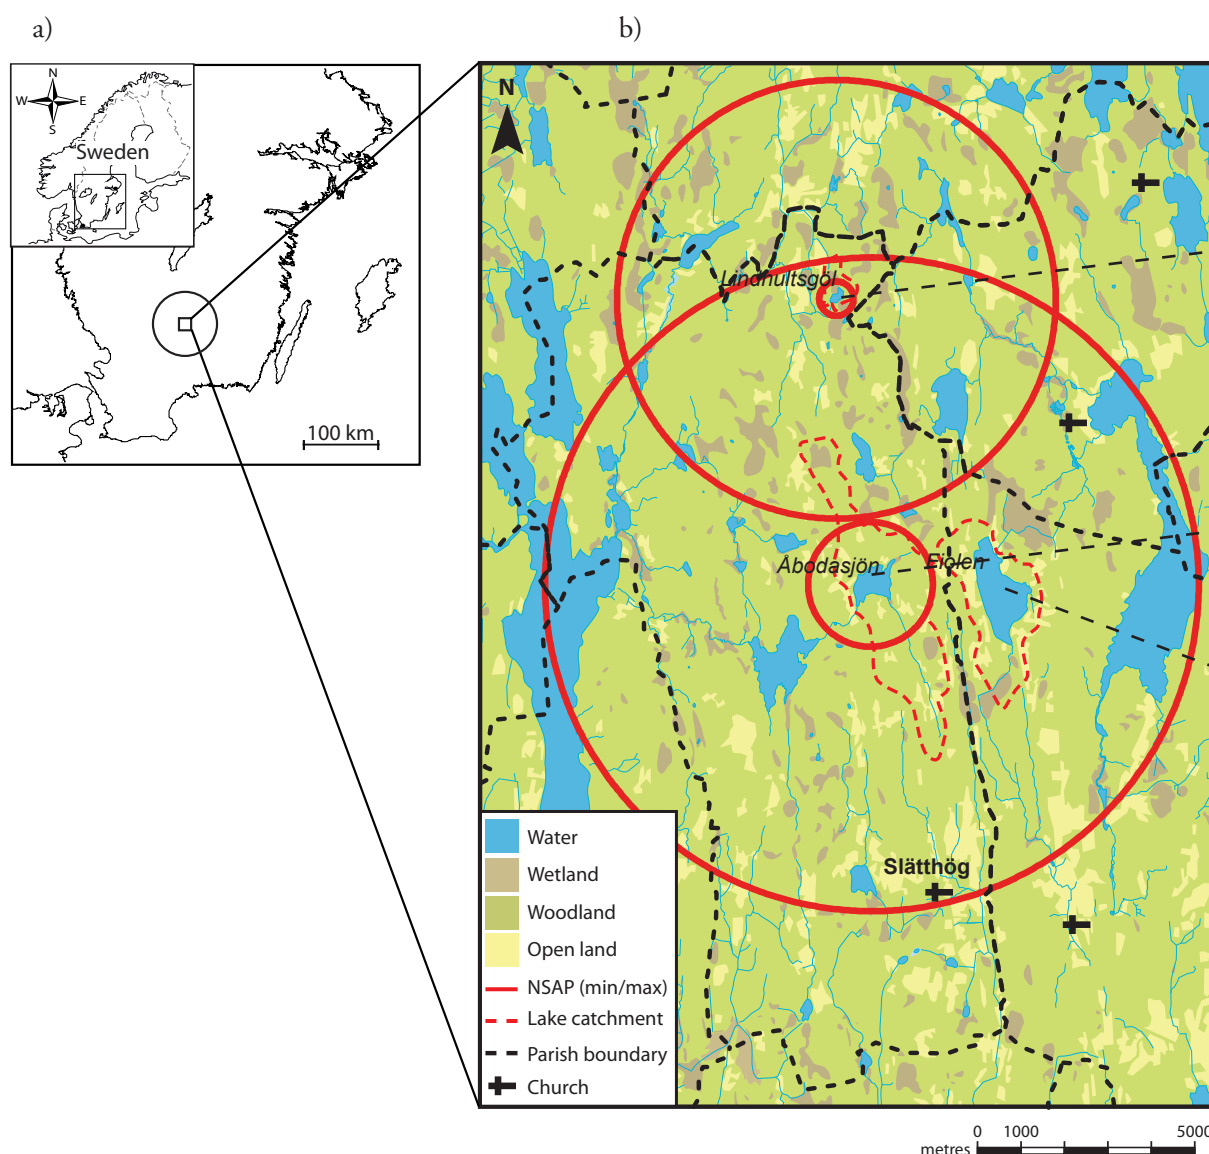 a)
b)
N
W
E
S
Sweden
100 km
N
Lindhultsgöl
Åbodasjön
Fiolen
Slätthög
Water
Wetland
Woodland
Open land
NSAP (min/max)
Lake catchment
Parish boundary
Church
0 1000 5000
metres